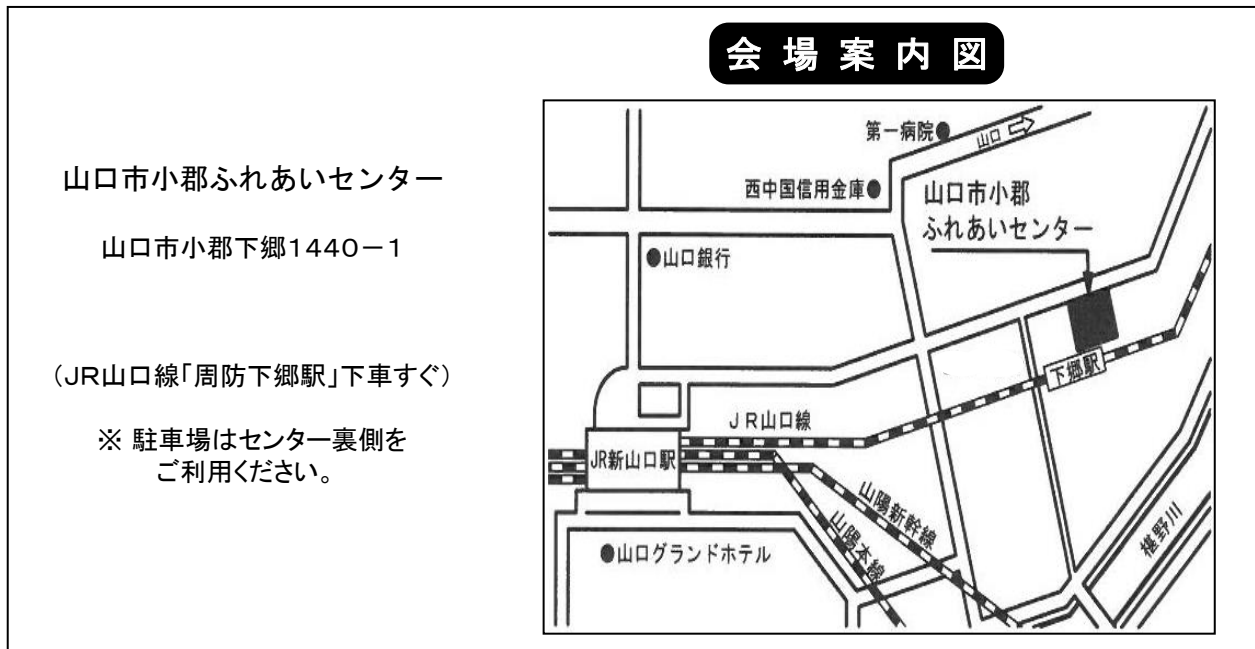 会場案内図
山口市小郡ふれあいセンター
山口市小郡下郷1440－1
（JR山口線「周防下郷駅」下車すぐ）
※ 駐車場はセンター裏側を
ご利用ください。
第一病院
山口
西中国信用金庫
山口市小郡
ふれあいセンター
山口銀行
下郷駅
JR山口線
JR新山口駅
山陽新幹線
山陽本線
山口グランドホテル
椹野川